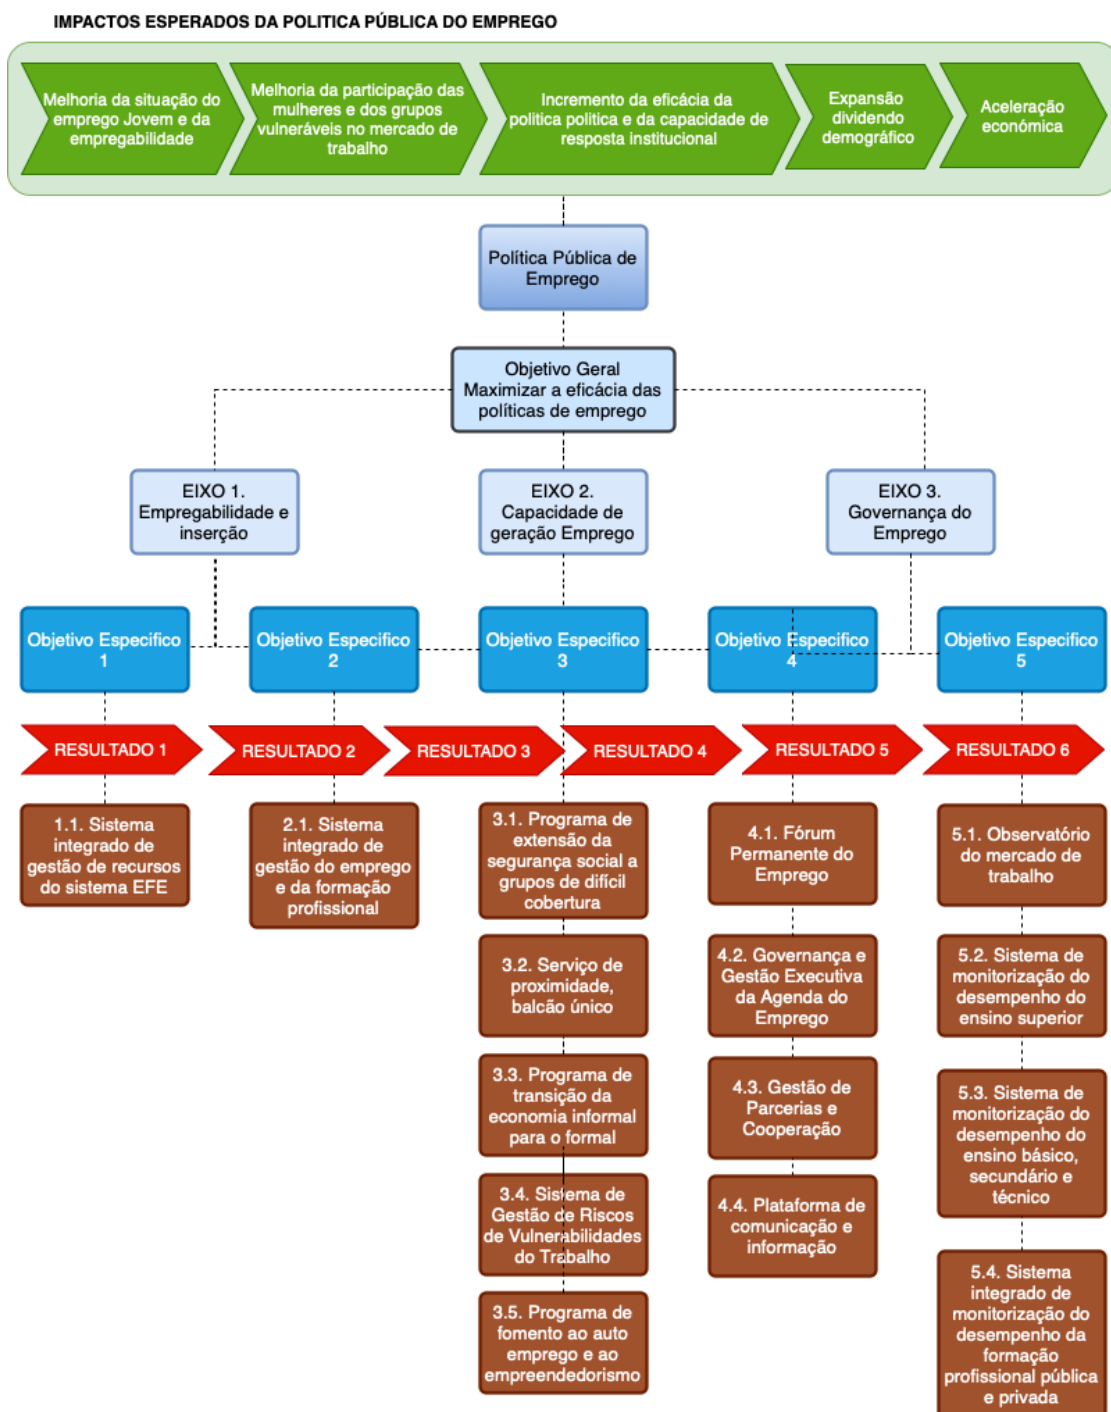 IMPACTOS ESPERADOS DA POLITICA PÚBLICA DO EMPREGO
Melhoria da situação do
emprego Jovem e da
empregabilidade
Melhoria da participação das
mulheres e dos grupos
vulneráveis no mercado de
trabalho
Incremento da eficácia da
politica politica e da capacidade de
resposta institucional
Expansão
dividendo
demográfico
Aceleração
económica
Política Pública de
Emprego
Objetivo Geral
Maximizar a eficácia das
políticas de emprego
EIXO 1.
Empregabilidade e
inserção
EIXO 2.
Capacidade de
geração Emprego
EIXO 3.
Governança do
Emprego
Objetivo Especifico
1
Objetivo Especifico
2
Objetivo Especifico
3
Objetivo Especifico
4
Objetivo Especifico
5
RESULTADO 1
RESULTADO 2
RESULTADO 3
RESULTADO 4
RESULTADO 5
RESULTADO 6
1.1. Sistema
integrado de
gestão de recursos
do sistema EFE
2.1. Sistema
integrado de
gestão do emprego
e da formação
profissional
3.1. Programa de
extensão da
segurança social a
grupos de difícil
cobertura
3.2. Serviço de
proximidade,
balcão único
3.3. Programa de
transição da
economia informal
para o formal
3.4. Sistema de
Gestão de Riscos
de Vulnerabilidades
do Trabalho
3.5. Programa de
fomento ao auto
emprego e ao
empreendedorismo
4.1. Fórum
Permanente do
Emprego
4.2. Governança e
Gestão Executiva
da Agenda do
Emprego
4.3. Gestão de
Parcerias e
Cooperação
4.4. Plataforma de
comunicação e
informação
5.1. Observatório
do mercado de
trabalho
5.2. Sistema de
monitorização do
desempenho do
ensino superior
5.3. Sistema de
monitorização do
desempenho do
ensino básico,
secundário e
técnico
5.4. Sistema
integrado de
monitorização do
desempenho da
formação
profissional pública
e privada